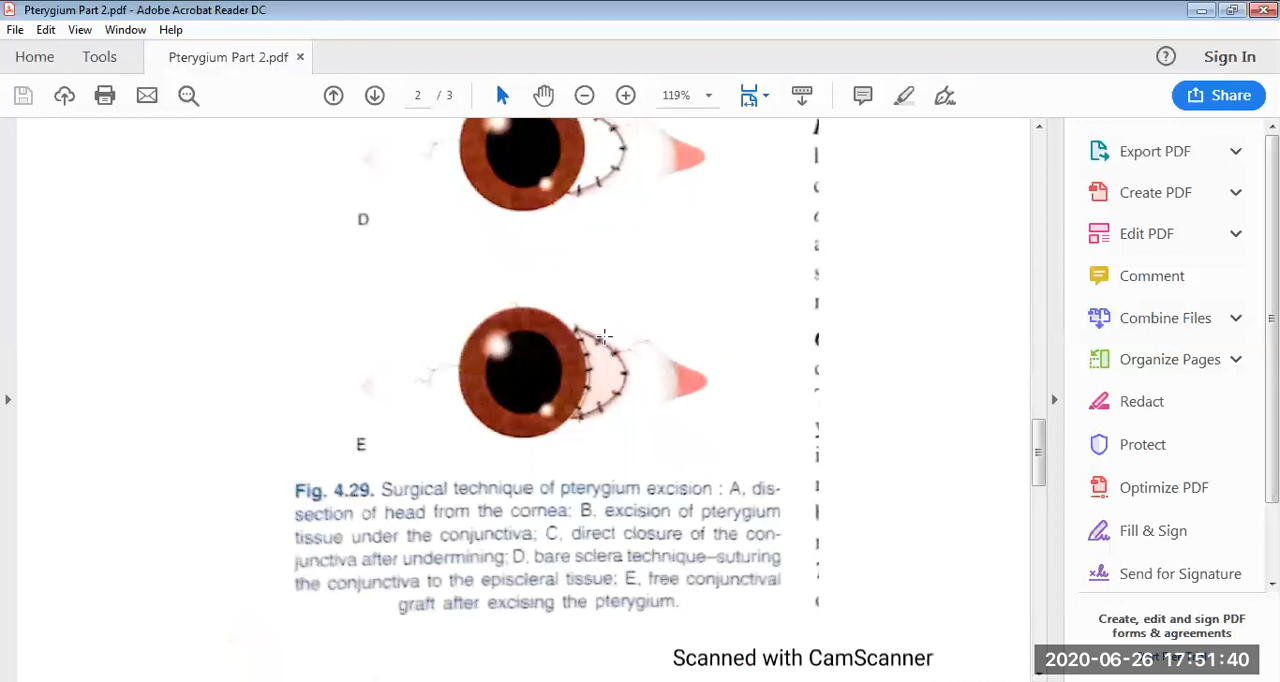 Pterygium Part 2.pdf - Adobe Acrobat Reader DC
File Edit View Window Help
Home Tools Pterygium Part 2.pdf × Sign In
2 / 3 119% Share
D
E
Fig. 4.29. Surgical technique of pterygium excision : A, dis-
section of head from the cornea; B, excision of pterygium
tissue under the conjunctiva; C, direct closure of the con-
junctiva after undermining; D, bare sclera technique–suturing
the conjunctiva to the episcleral tissue; E, free conjunctival
graft after excising the pterygium.
Scanned with CamScanner
Export PDF
Create PDF
Edit PDF
Comment
Combine Files
Organize Pages
Redact
Protect
Optimize PDF
Fill & Sign
Send for Signature
Create, edit and sign PDF
forms & agreements
2020-06-26 17:51:40